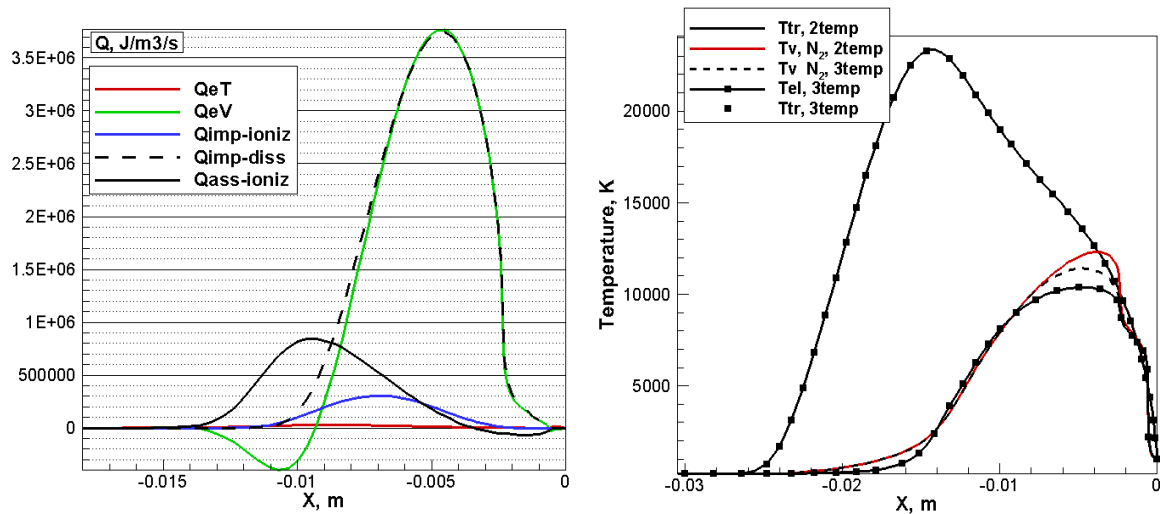 Q, J/m3/s
QeT
QeV
Qimp-ioniz
Qimp-diss
Qass-ioniz
3.5E+06
3E+06
2.5E+06
2E+06
1.5E+06
1E+06
500000
0
-0.015
-0.01
-0.005
0
X, m
Ttr, 2temp
Tv, N2, 2temp
Tv N2, 3temp
Tel, 3temp
Ttr, 3temp
Temperature, K
20000
15000
10000
5000
-0.03
-0.02
-0.01
0
X, m